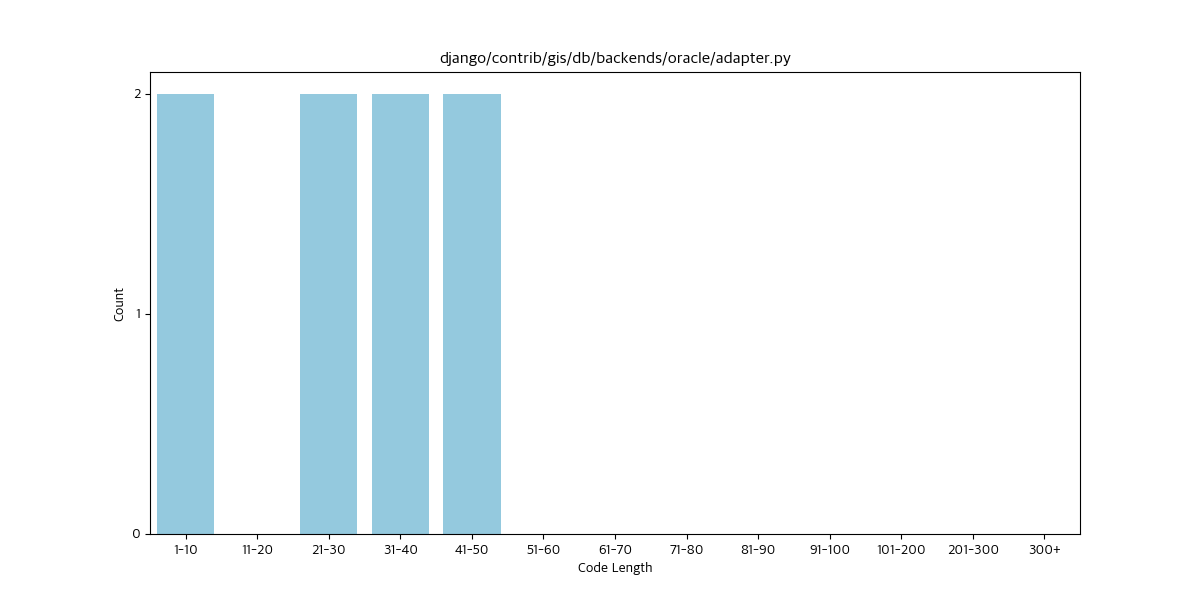 django/contrib/gis/db/backends/oracle/adapter.py
2
1
0
Count
1-10 11-20 21-30 31-40 41-50 51-60 61-70 71-80 81-90 91-100 101-200 201-300 300+
Code Length